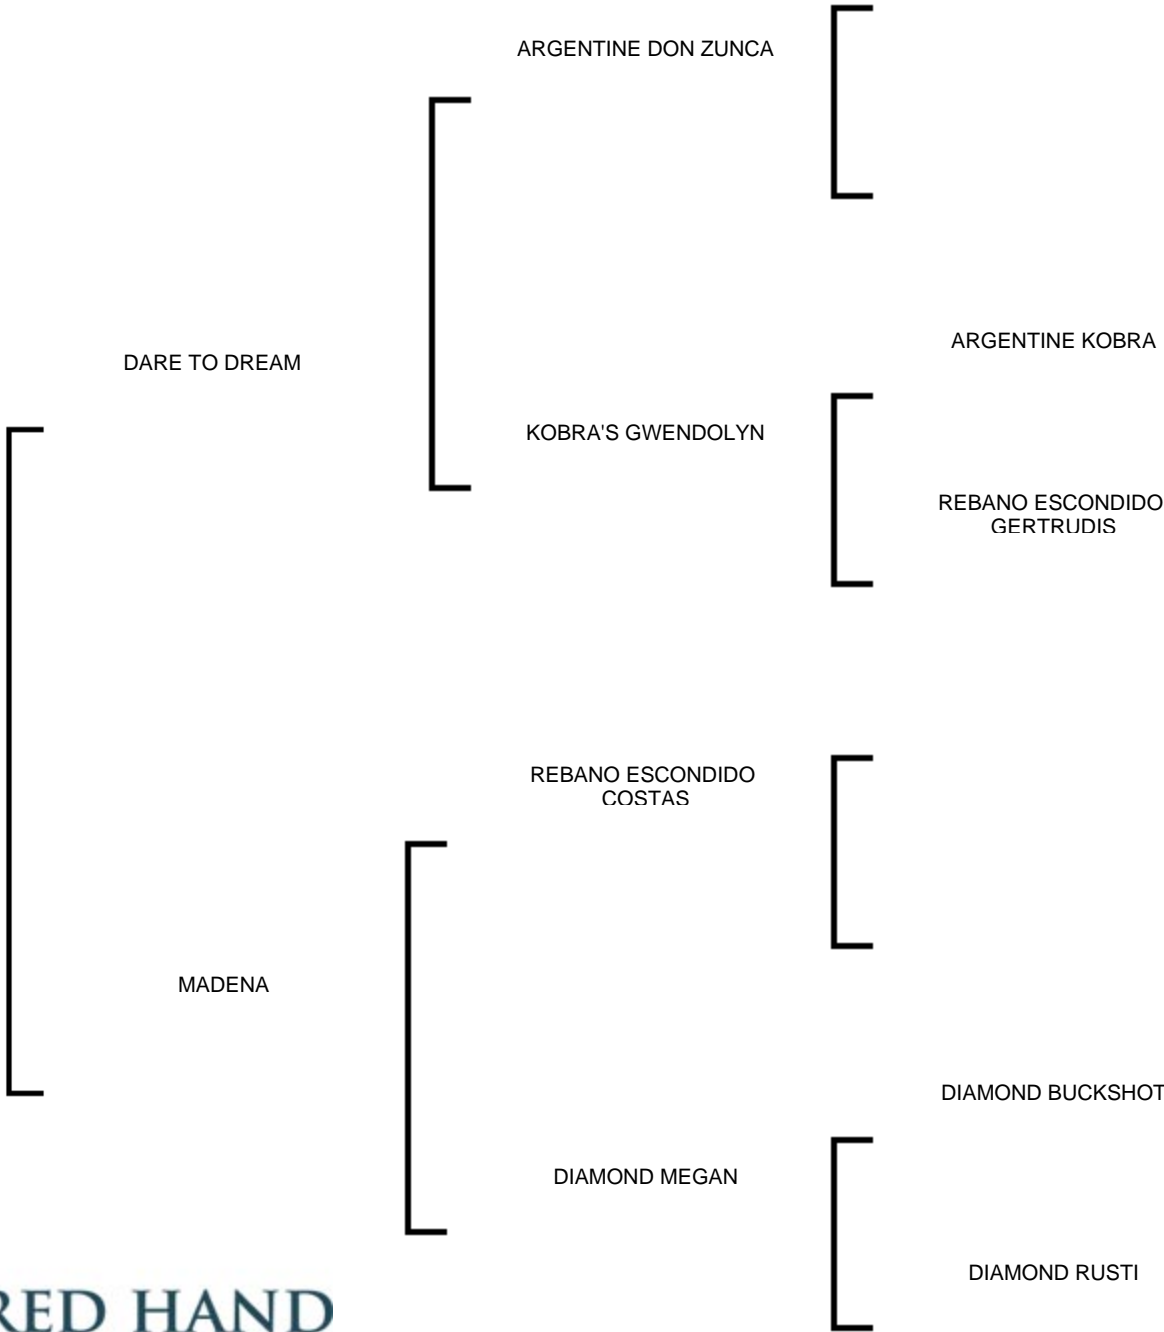 ARGENTINE DON ZUNCA
ARGENTINE KOBRA
DARE TO DREAM
KOBRA'S GWENDOLYN
REBANO ESCONDIDO
GERTRUDIS
REBANO ESCONDIDO
COSTAS
MADENA
DIAMOND BUCKSHOT
DIAMOND MEGAN
DIAMOND RUSTI
RED HAND